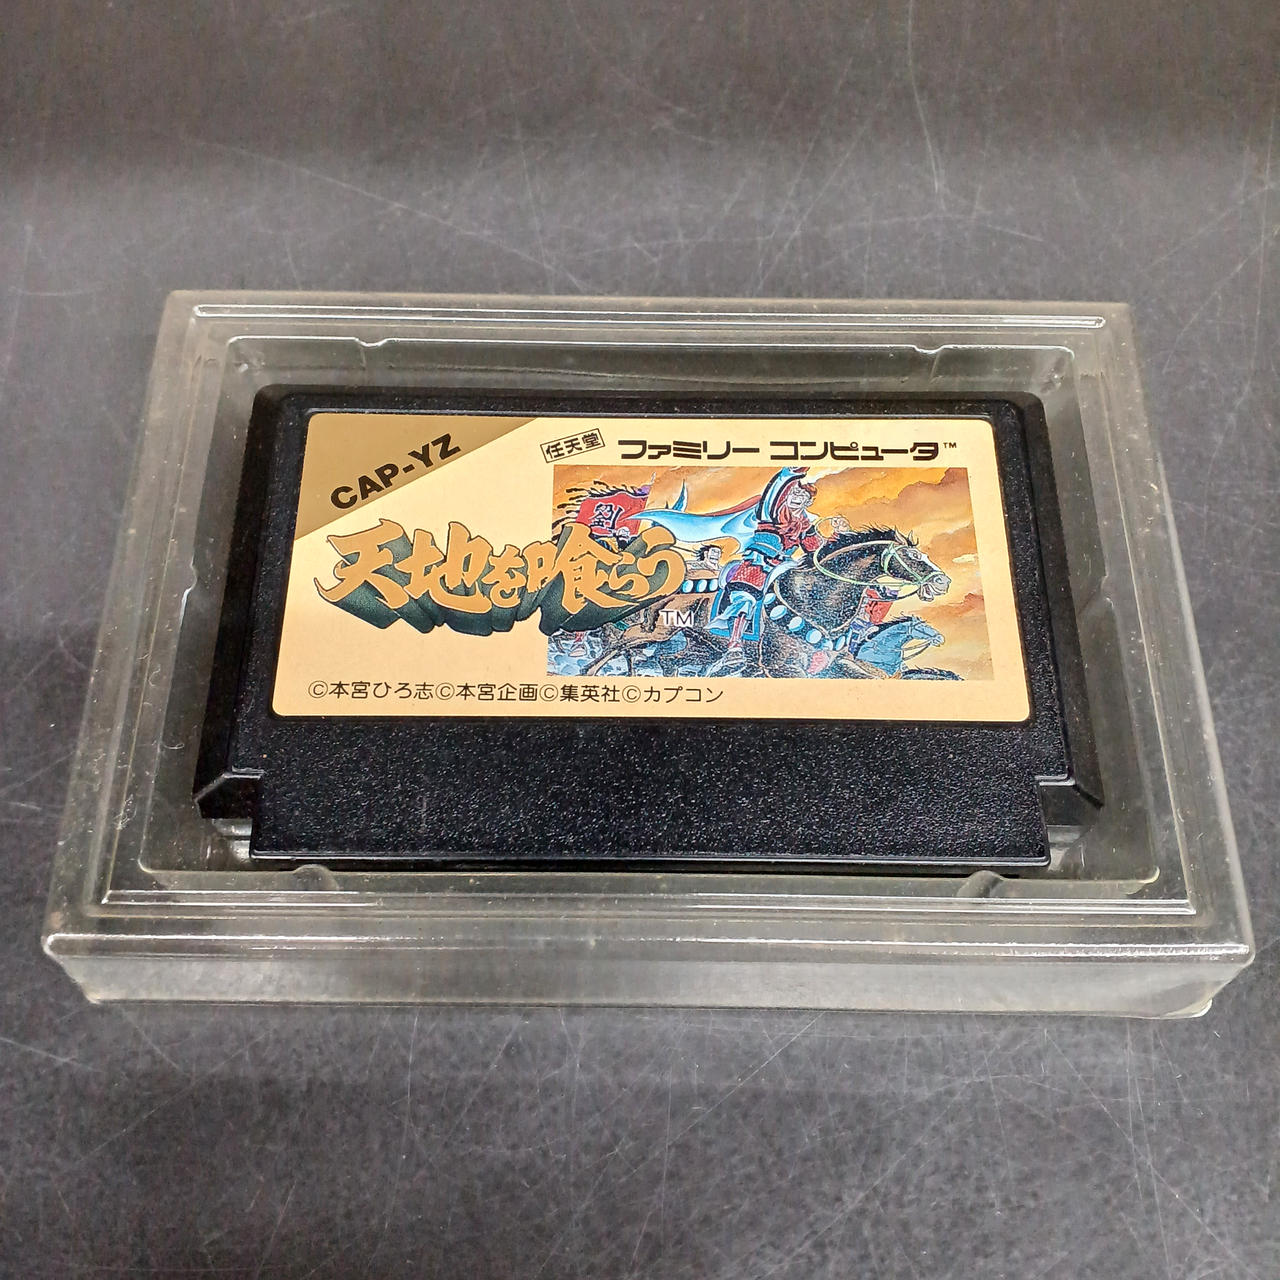 CAP-YZ
任天堂 ファミリー コンピュータ™
劉
天地を喰らう
TM
©本宮ひろ志©本宮企画©集英社©カプコン